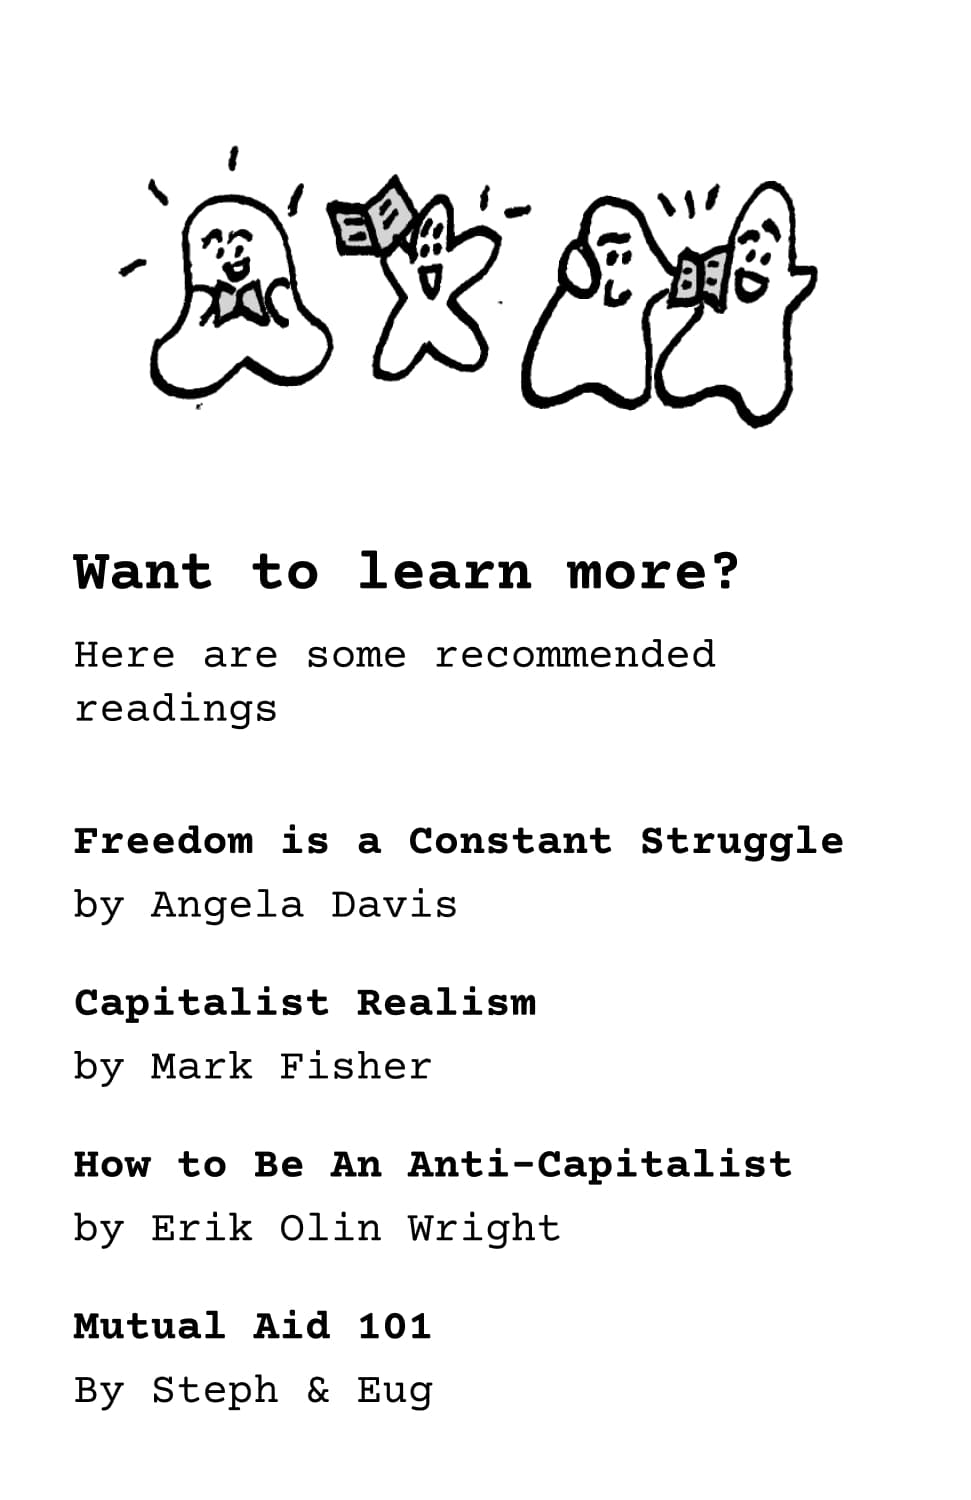 Want to learn more?
Here are some recommended
readings
Freedom is a Constant Struggle
by Angela Davis
Capitalist Realism
by Mark Fisher
How to Be An Anti-Capitalist
by Erik Olin Wright
Mutual Aid 101
By Steph & Eug